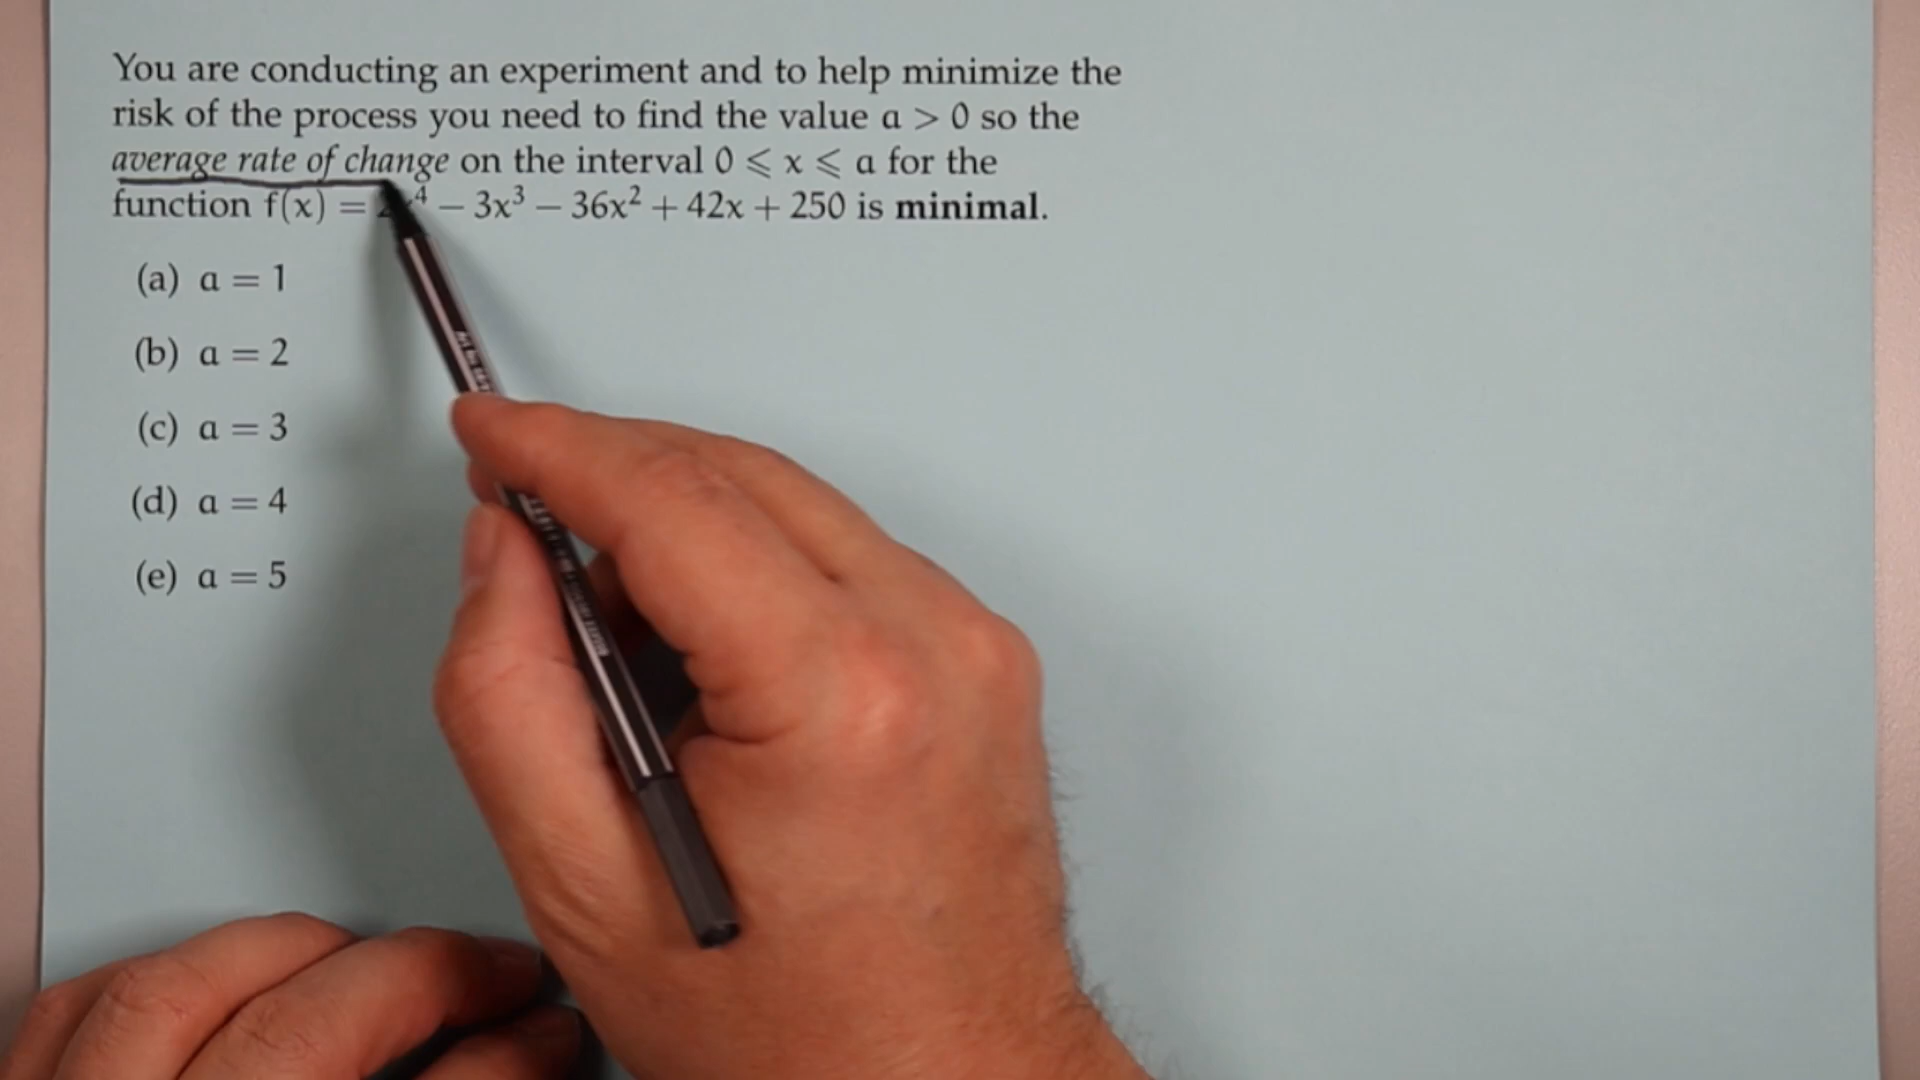 You are conducting an experiment and to help minimize the
risk of the process you need to find the value a > 0 so the
average rate of change on the interval 0 ⩽ x ⩽ a for the
function f(x) = 2x⁴ − 3x³ − 36x² + 42x + 250 is minimal.
(a) a = 1
(b) a = 2
(c) a = 3
(d) a = 4
(e) a = 5